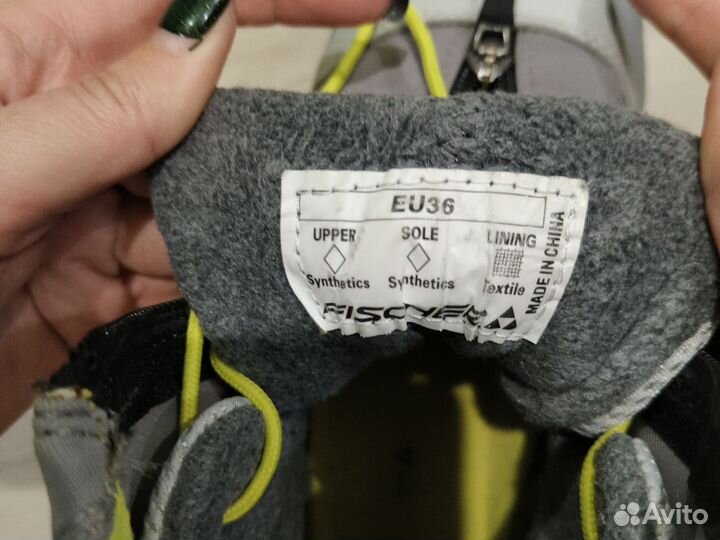 EU36
UPPER SOLE LINING
Synthetics Synthetics Textile
FISCHER
MADE IN CHINA
Avito